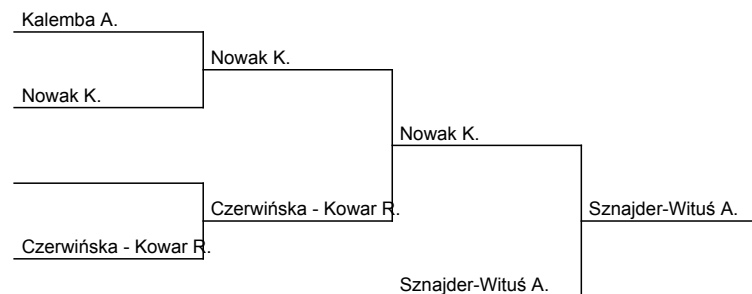 Kalemba A.
Nowak K.
Nowak K.
Nowak K.
Czerwińska - Kowar R.
Sznajder-Wituś A.
Czerwińska - Kowar R.
Sznajder-Wituś A.